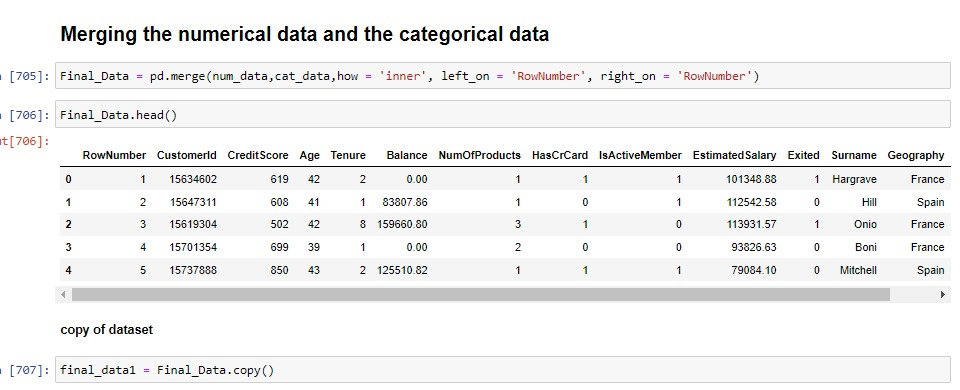 Merging the numerical data and the categorical data
[705]: Final_Data = pd.merge(num_data,cat_data,how = 'inner', left_on = 'RowNumber', right_on = 'RowNumber')
[706]: Final_Data.head()
t[706]:
RowNumber CustomerId CreditScore Age Tenure Balance NumOfProducts HasCrCard IsActiveMember EstimatedSalary Exited Surname Geography
0 1 15634602 619 42 2 0.00 1 1 1 101348.88 1 Hargrave France
1 2 15647311 608 41 1 83807.86 1 0 1 112542.58 0 Hill Spain
2 3 15619304 502 42 8 159660.80 3 1 0 113931.57 1 Onio France
3 4 15701354 699 39 1 0.00 2 0 0 93826.63 0 Boni France
4 5 15737888 850 43 2 125510.82 1 1 1 79084.10 0 Mitchell Spain
copy of dataset
[707]: final_data1 = Final_Data.copy()